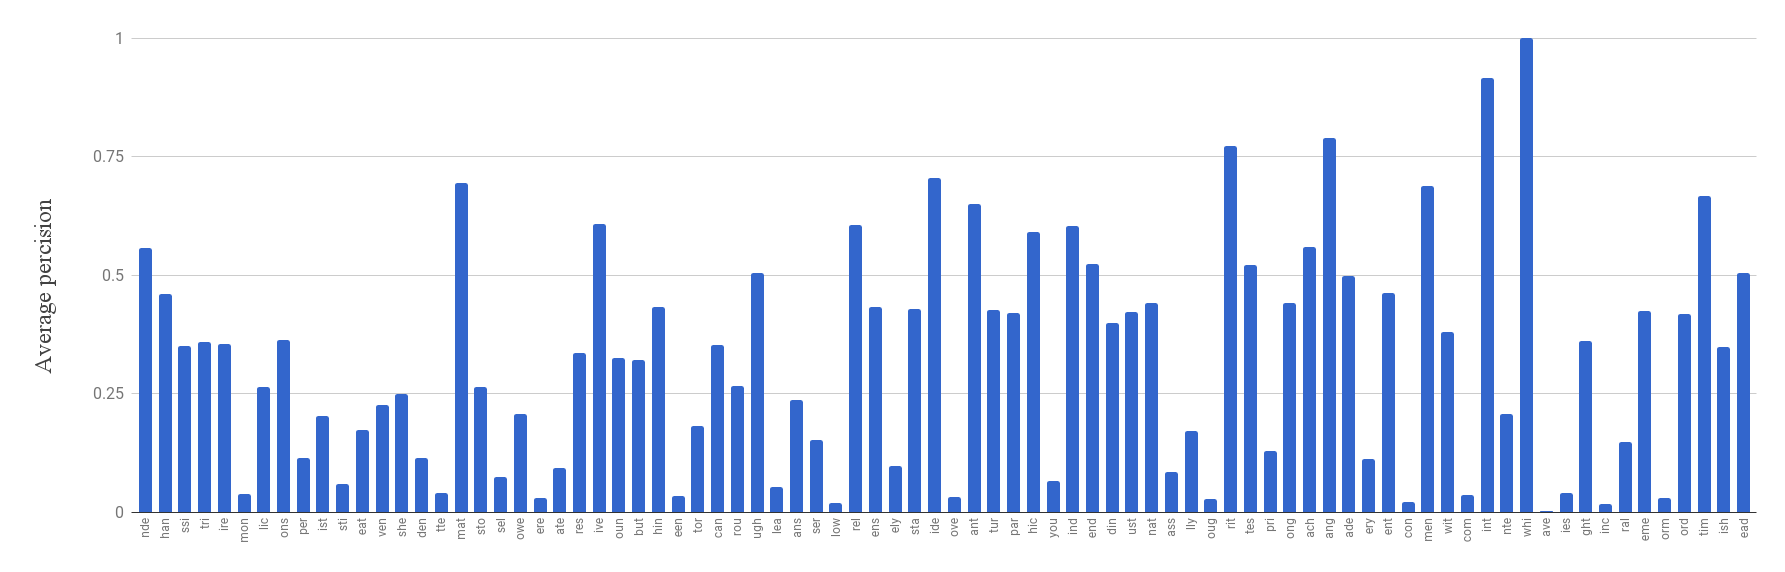 Average percision
1
0.75
0.5
0.25
0
nde han ssi tri ire mon lic ons per ist sti eat ven she den tte mat sto sel owe ere ate res ive oun but hin een tor can rou ugh lea ans ser low rel ens ely sta ide ove ant tur par hic you ind end din ust nat ass lly oug rit tes pri ong ach ang ade ery ent con men wit com int nte whi ave ies ght inc ral eme orm ord tim ish ead